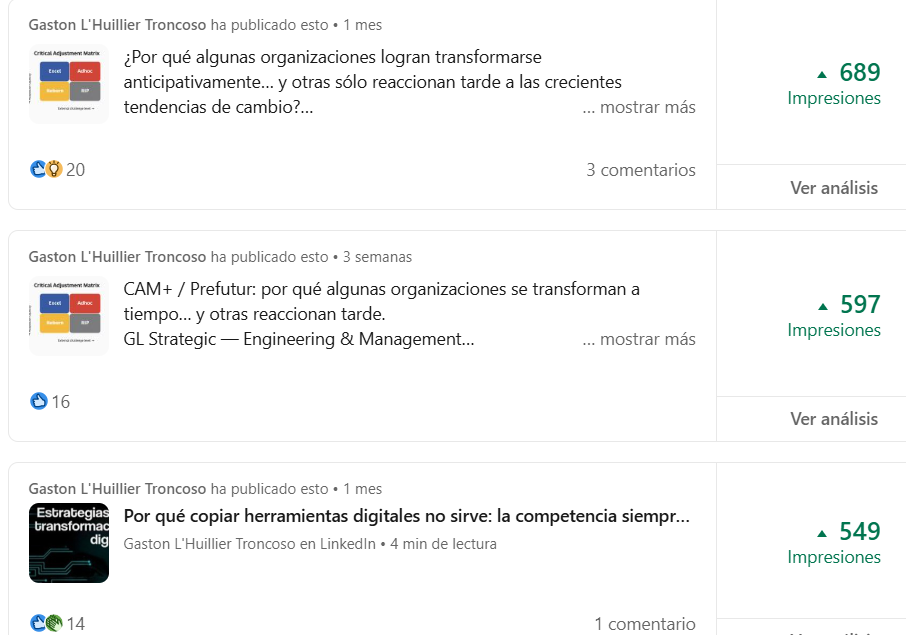 Gaston L'Huillier Troncoso ha publicado esto • 1 mes
Critical Adjustment Matrix
Excel
Adhoc
¿Por qué algunas organizaciones logran transformarse
anticipativamente... y otras sólo reaccionan tarde a las crecientes
tendencias de cambio?...
... mostrar más
20
3 comentarios
689
Impresiones
Ver análisis
Gaston L'Huillier Troncoso ha publicado esto • 3 semanas
Critical Adjustment Matrix
Excel
Adhoc
CAM+ / Prefutur: por qué algunas organizaciones se transforman a
tiempo... y otras reaccionan tarde.
GL Strategic — Engineering & Management...
... mostrar más
16
597
Impresiones
Ver análisis
Gaston L'Huillier Troncoso ha publicado esto • 1 mes
Estrategias
transformac
dig
Por qué copiar herramientas digitales no sirve: la competencia siempr...
Gaston L'Huillier Troncoso en LinkedIn • 4 min de lectura
14
1 comentario
549
Impresiones